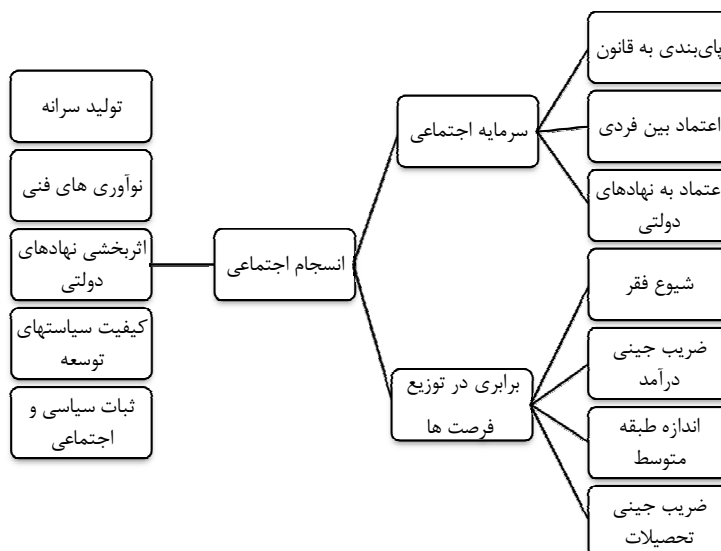 پای‌بندی به قانون
اعتماد بین فردی
عتماد به نهادهای
دولتی
شیوع فقر
ضریب جینی
درآمد
اندازه طبقه
متوسط
ضریب جینی
تحصیلات
سرمایه اجتماعی
برابری در توزیع
فرصت ها
انسجام اجتماعی
تولید سرانه
نوآوری های فنی
اثربخشی نهادهای
دولتی
کیفیت سیاستهای
توسعه
ثبات سیاسی و
اجتماعی